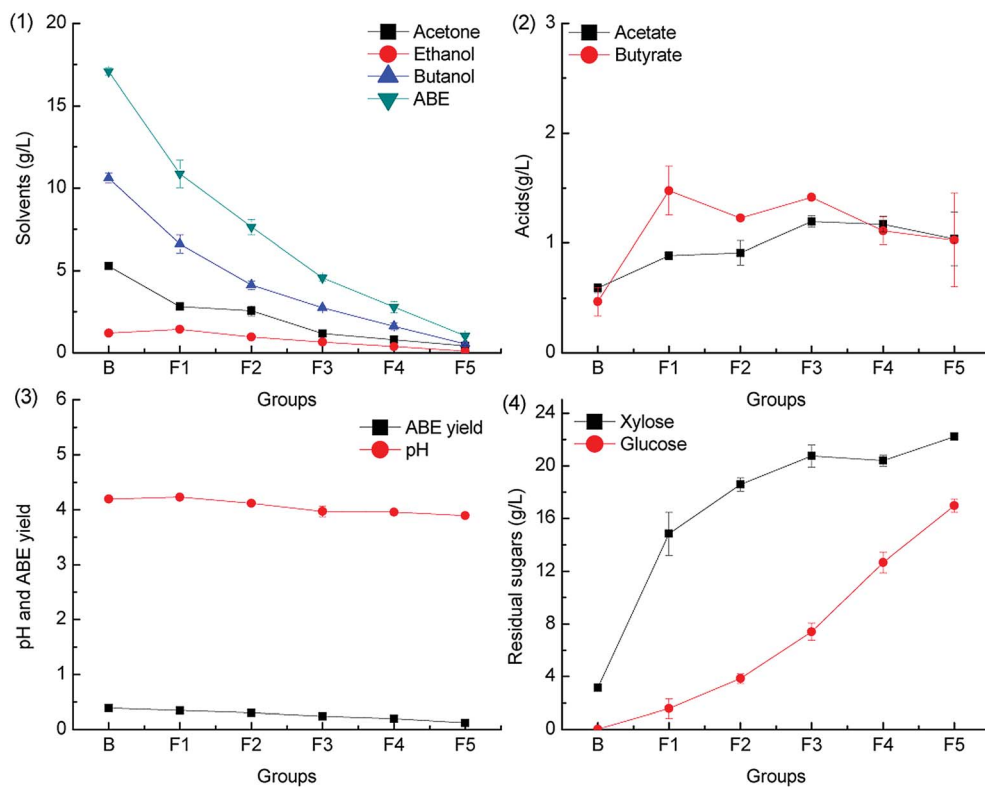 (1)
20
15
10
5
0
Solvents (g/L)
Acetone
Ethanol
Butanol
ABE
B F1 F2 F3 F4 F5
Groups
(2)
3
2
1
0
Acids(g/L)
Acetate
Butyrate
B F1 F2 F3 F4 F5
Groups
(3)
6
5
4
3
2
1
0
pH and ABE yield
ABE yield
pH
B F1 F2 F3 F4 F5
Groups
(4)
24
20
16
12
8
4
0
Residual sugars (g/L)
Xylose
Glucose
B F1 F2 F3 F4 F5
Groups